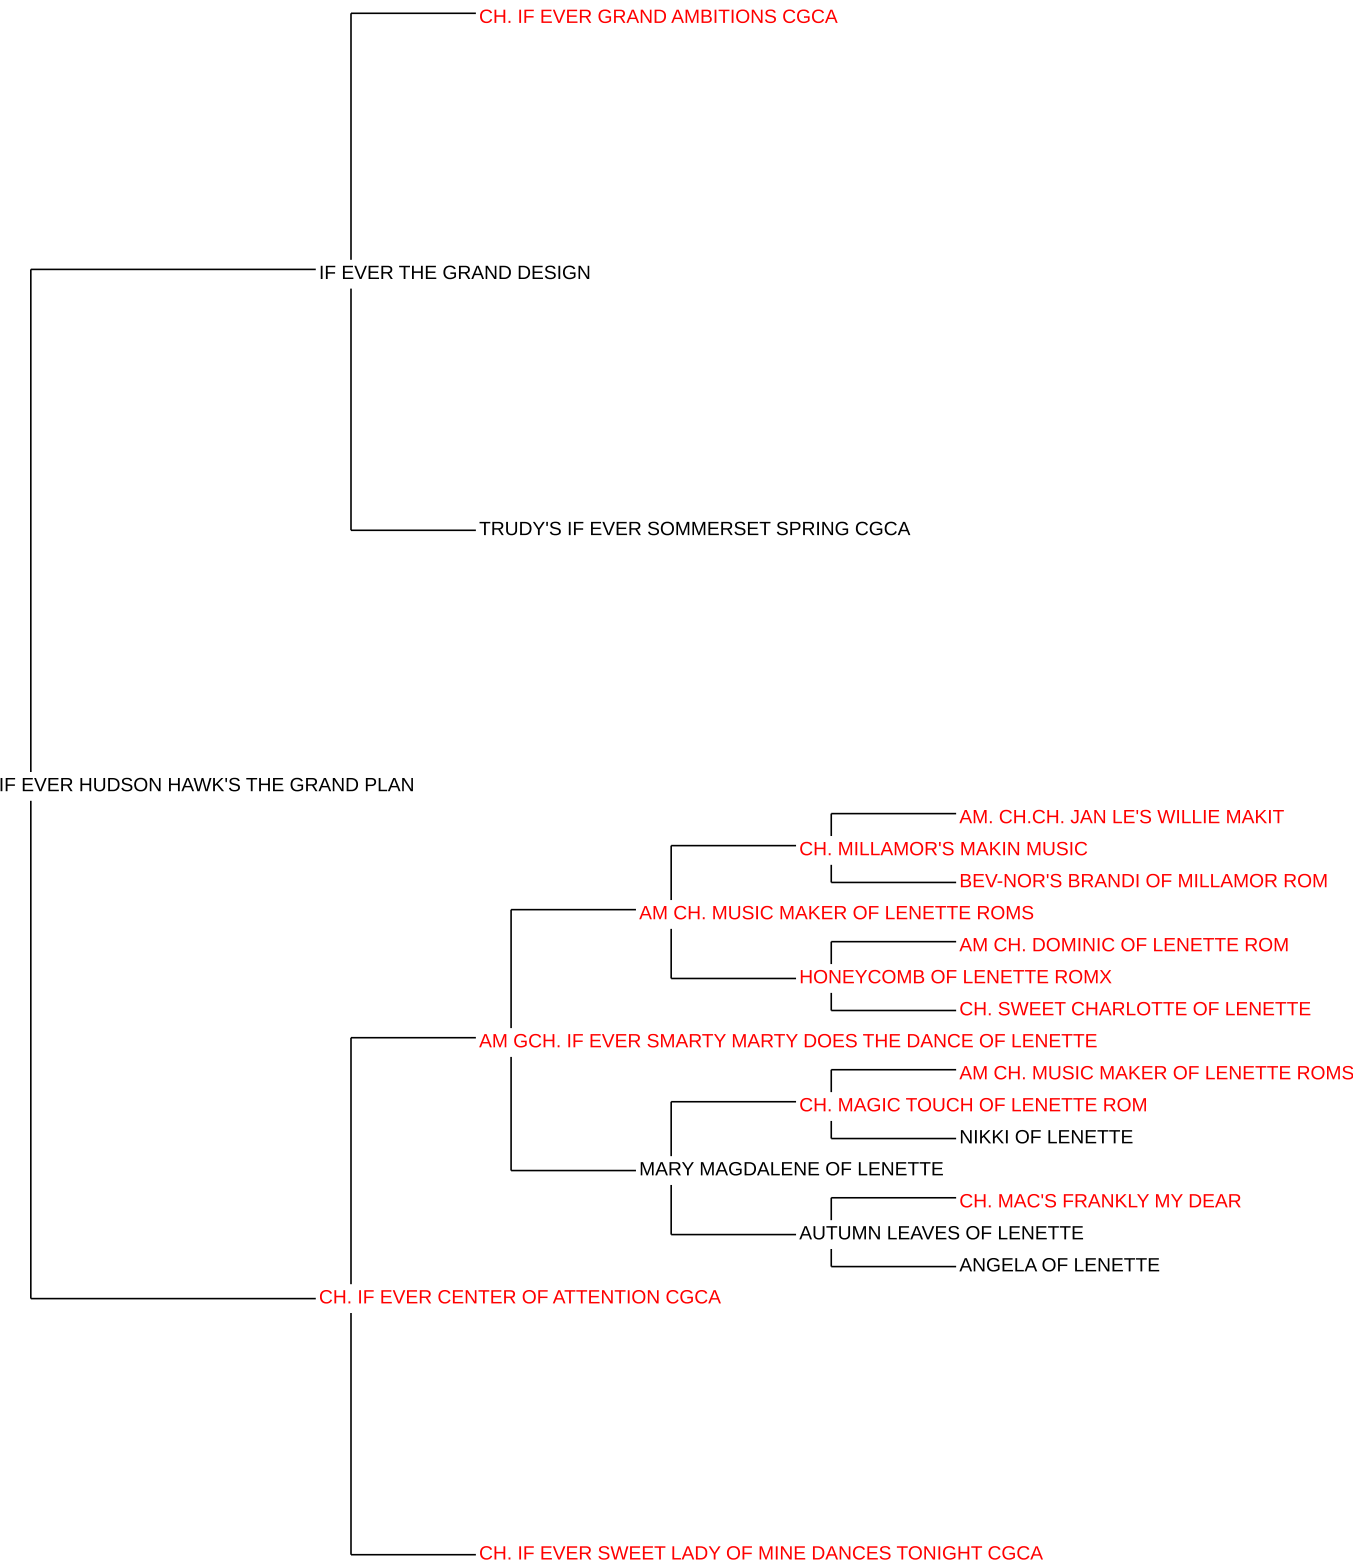 CH. IF EVER GRAND AMBITIONS CGCA
IF EVER THE GRAND DESIGN
TRUDY'S IF EVER SOMMERSET SPRING CGCA
IF EVER HUDSON HAWK'S THE GRAND PLAN
AM. CH.CH. JAN LE'S WILLIE MAKIT
CH. MILLAMOR'S MAKIN MUSIC
BEV-NOR'S BRANDI OF MILLAMOR ROM
AM CH. MUSIC MAKER OF LENETTE ROMS
AM CH. DOMINIC OF LENETTE ROM
HONEYCOMB OF LENETTE ROMX
CH. SWEET CHARLOTTE OF LENETTE
AM GCH. IF EVER SMARTY MARTY DOES THE DANCE OF LENETTE
AM CH. MUSIC MAKER OF LENETTE ROMS
CH. MAGIC TOUCH OF LENETTE ROM
NIKKI OF LENETTE
MARY MAGDALENE OF LENETTE
CH. MAC'S FRANKLY MY DEAR
AUTUMN LEAVES OF LENETTE
ANGELA OF LENETTE
CH. IF EVER CENTER OF ATTENTION CGCA
CH. IF EVER SWEET LADY OF MINE DANCES TONIGHT CGCA